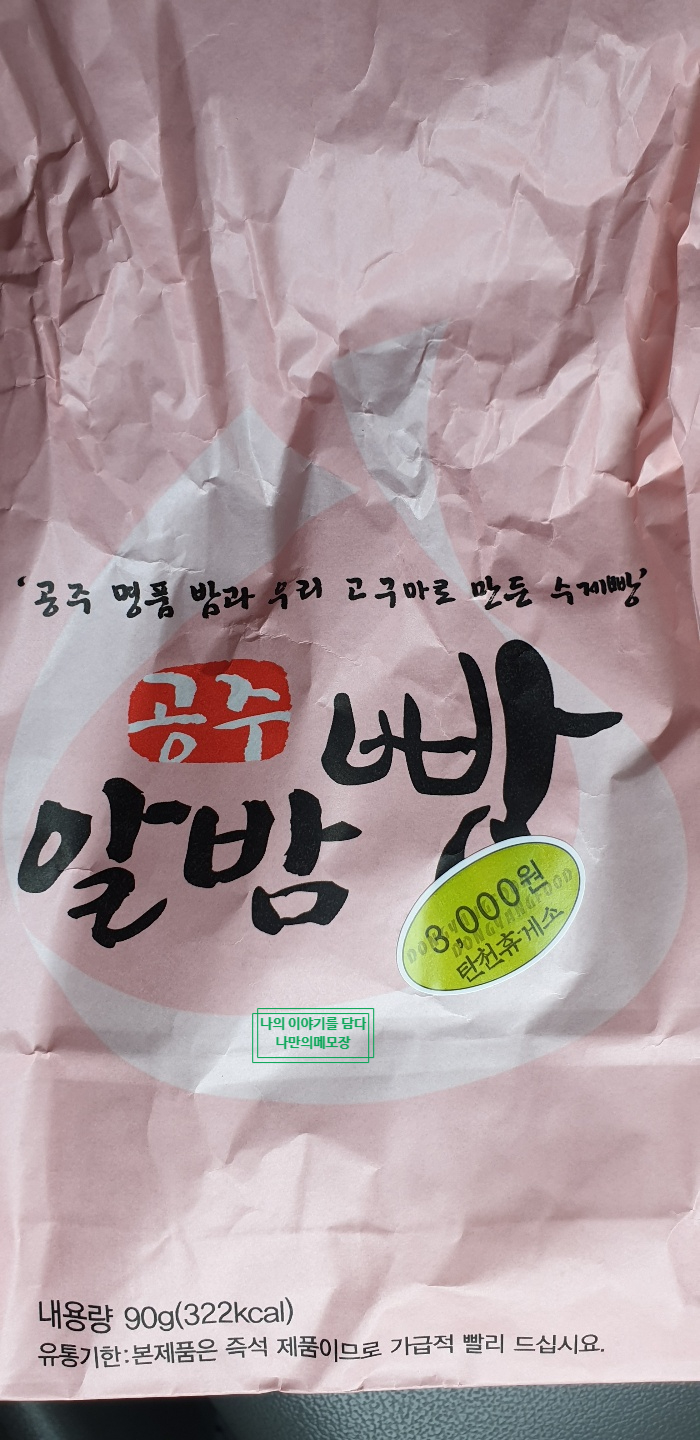 '공주 명품 밤과 우리 고구마로 만든 수제빵'
공주
알밤빵
3,000원
DONGYANGFOOD
탄천휴게소
나의 이야기를 담다
나만의메모장
내용량 90g(322kcal)
유통기한:본제품은 즉석 제품이므로 가급적 빨리 드십시요.